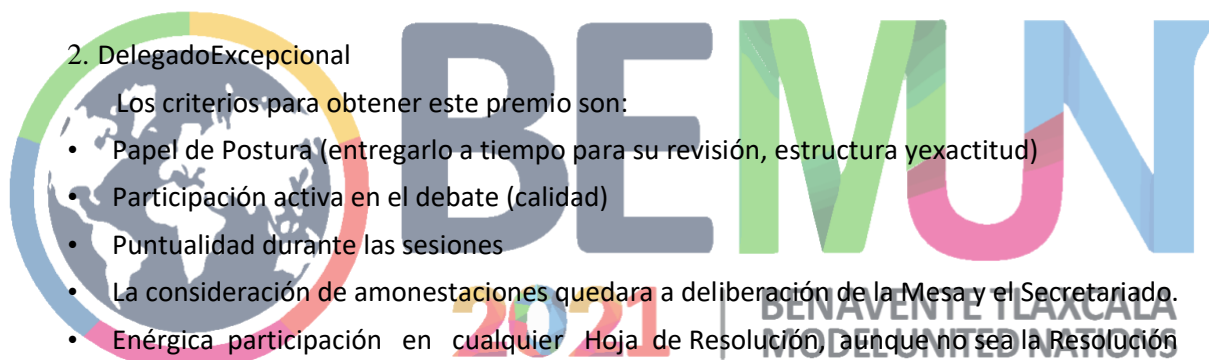 2. DelegadoExcepcional
Los criterios para obtener este premio son:
• Papel de Postura (entregarlo a tiempo para su revisión, estructura yexactitud)
• Participación activa en el debate (calidad)
• Puntualidad durante las sesiones
• La consideración de amonestaciones quedara a deliberación de la Mesa y el Secretariado.
• Enérgica participación en cualquier Hoja de Resolución, aunque no sea la Resolución
BEMUN
2021
BENAVENTE TLAXCALA
MODEL UNITED NATIONS